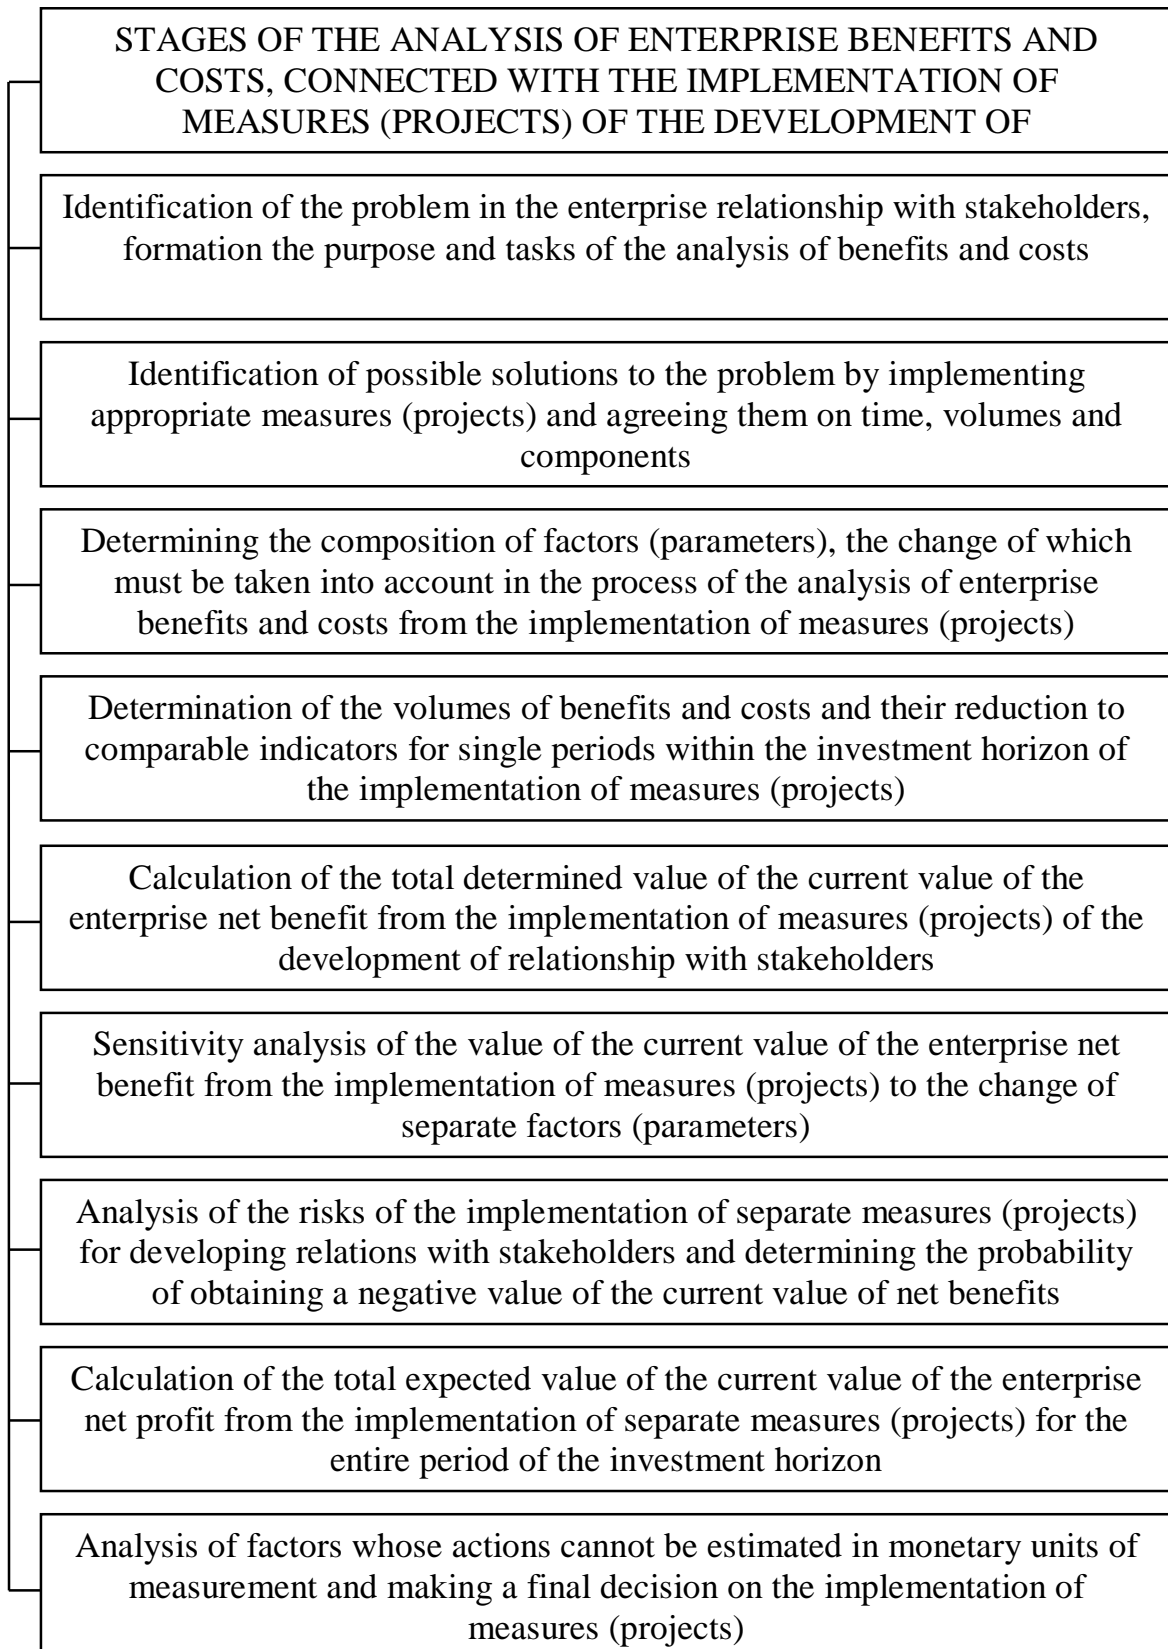 STAGES OF THE ANALYSIS OF ENTERPRISE BENEFITS AND
COSTS, CONNECTED WITH THE IMPLEMENTATION OF
MEASURES (PROJECTS) OF THE DEVELOPMENT OF
Identification of the problem in the enterprise relationship with stakeholders,
formation the purpose and tasks of the analysis of benefits and costs
Identification of possible solutions to the problem by implementing
appropriate measures (projects) and agreeing them on time, volumes and
components
Determining the composition of factors (parameters), the change of which
must be taken into account in the process of the analysis of enterprise
benefits and costs from the implementation of measures (projects)
Determination of the volumes of benefits and costs and their reduction to
comparable indicators for single periods within the investment horizon of
the implementation of measures (projects)
Calculation of the total determined value of the current value of the
enterprise net benefit from the implementation of measures (projects) of the
development of relationship with stakeholders
Sensitivity analysis of the value of the current value of the enterprise net
benefit from the implementation of measures (projects) to the change of
separate factors (parameters)
Analysis of the risks of the implementation of separate measures (projects)
for developing relations with stakeholders and determining the probability
of obtaining a negative value of the current value of net benefits
Calculation of the total expected value of the current value of the enterprise
net profit from the implementation of separate measures (projects) for the
entire period of the investment horizon
Analysis of factors whose actions cannot be estimated in monetary units of
measurement and making a final decision on the implementation of
measures (projects)